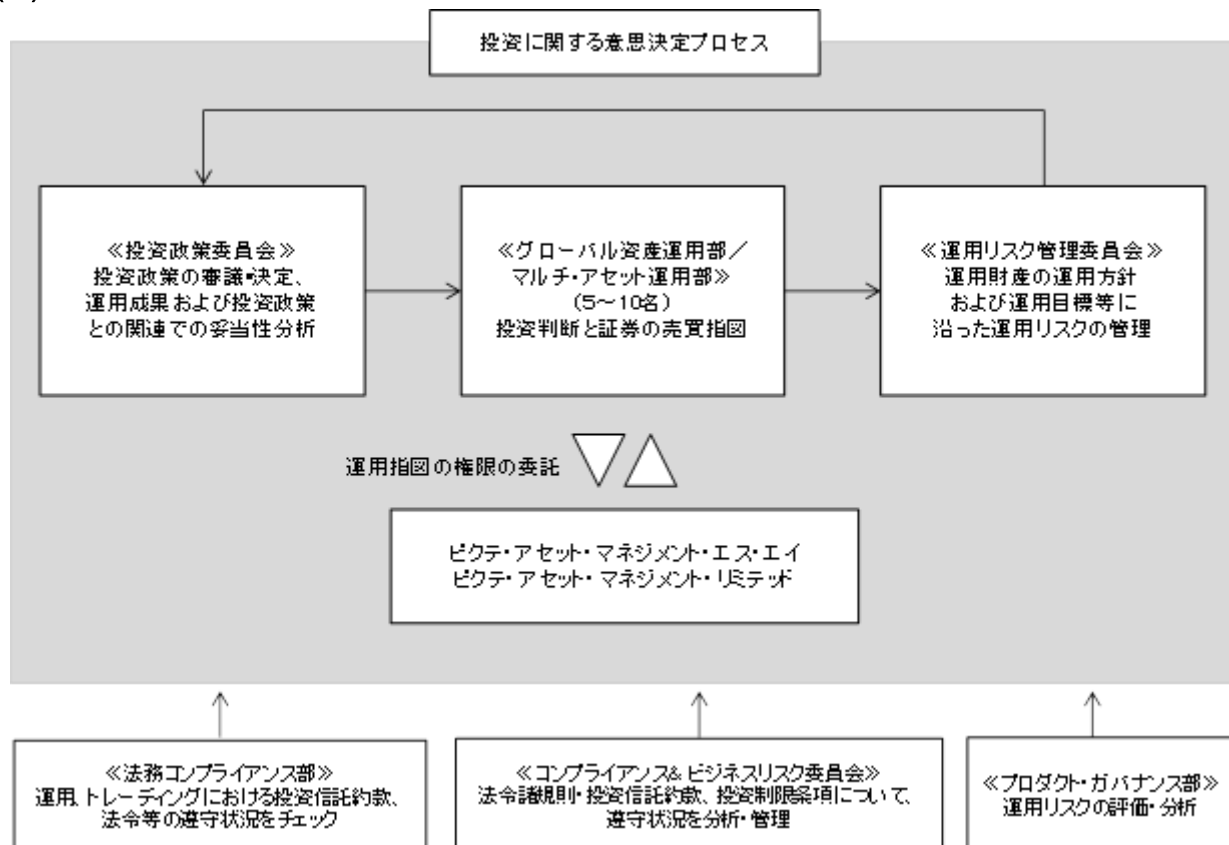 投資に関する意思決定プロセス
≪投資政策委員会≫
投資政策の審議・決定、
運用成果および投資政策
との関連での妥当性分析
≪グローバル資産運用部／
マルチ・アセット運用部≫
(5～10名)
投資判断と証券の売買指図
≪運用リスク管理委員会≫
運用財産の運用方針
および運用目標等に
沿った運用リスクの管理
運用指図の権限の委託
ピクテ・アセット・マネジメント・エス・エイ
ピクテ・アセット・マネジメント・リミテッド
≪法務コンプライアンス部≫
運用、トレーディングにおける投資信託約款、
法令等の遵守状況をチェック
≪コンプライアンス&ビジネスリスク委員会≫
法令諸規則・投資信託約款、投資制限条項について、
遵守状況を分析・管理
≪プロダクト・ガバナンス部≫
運用リスクの評価・分析